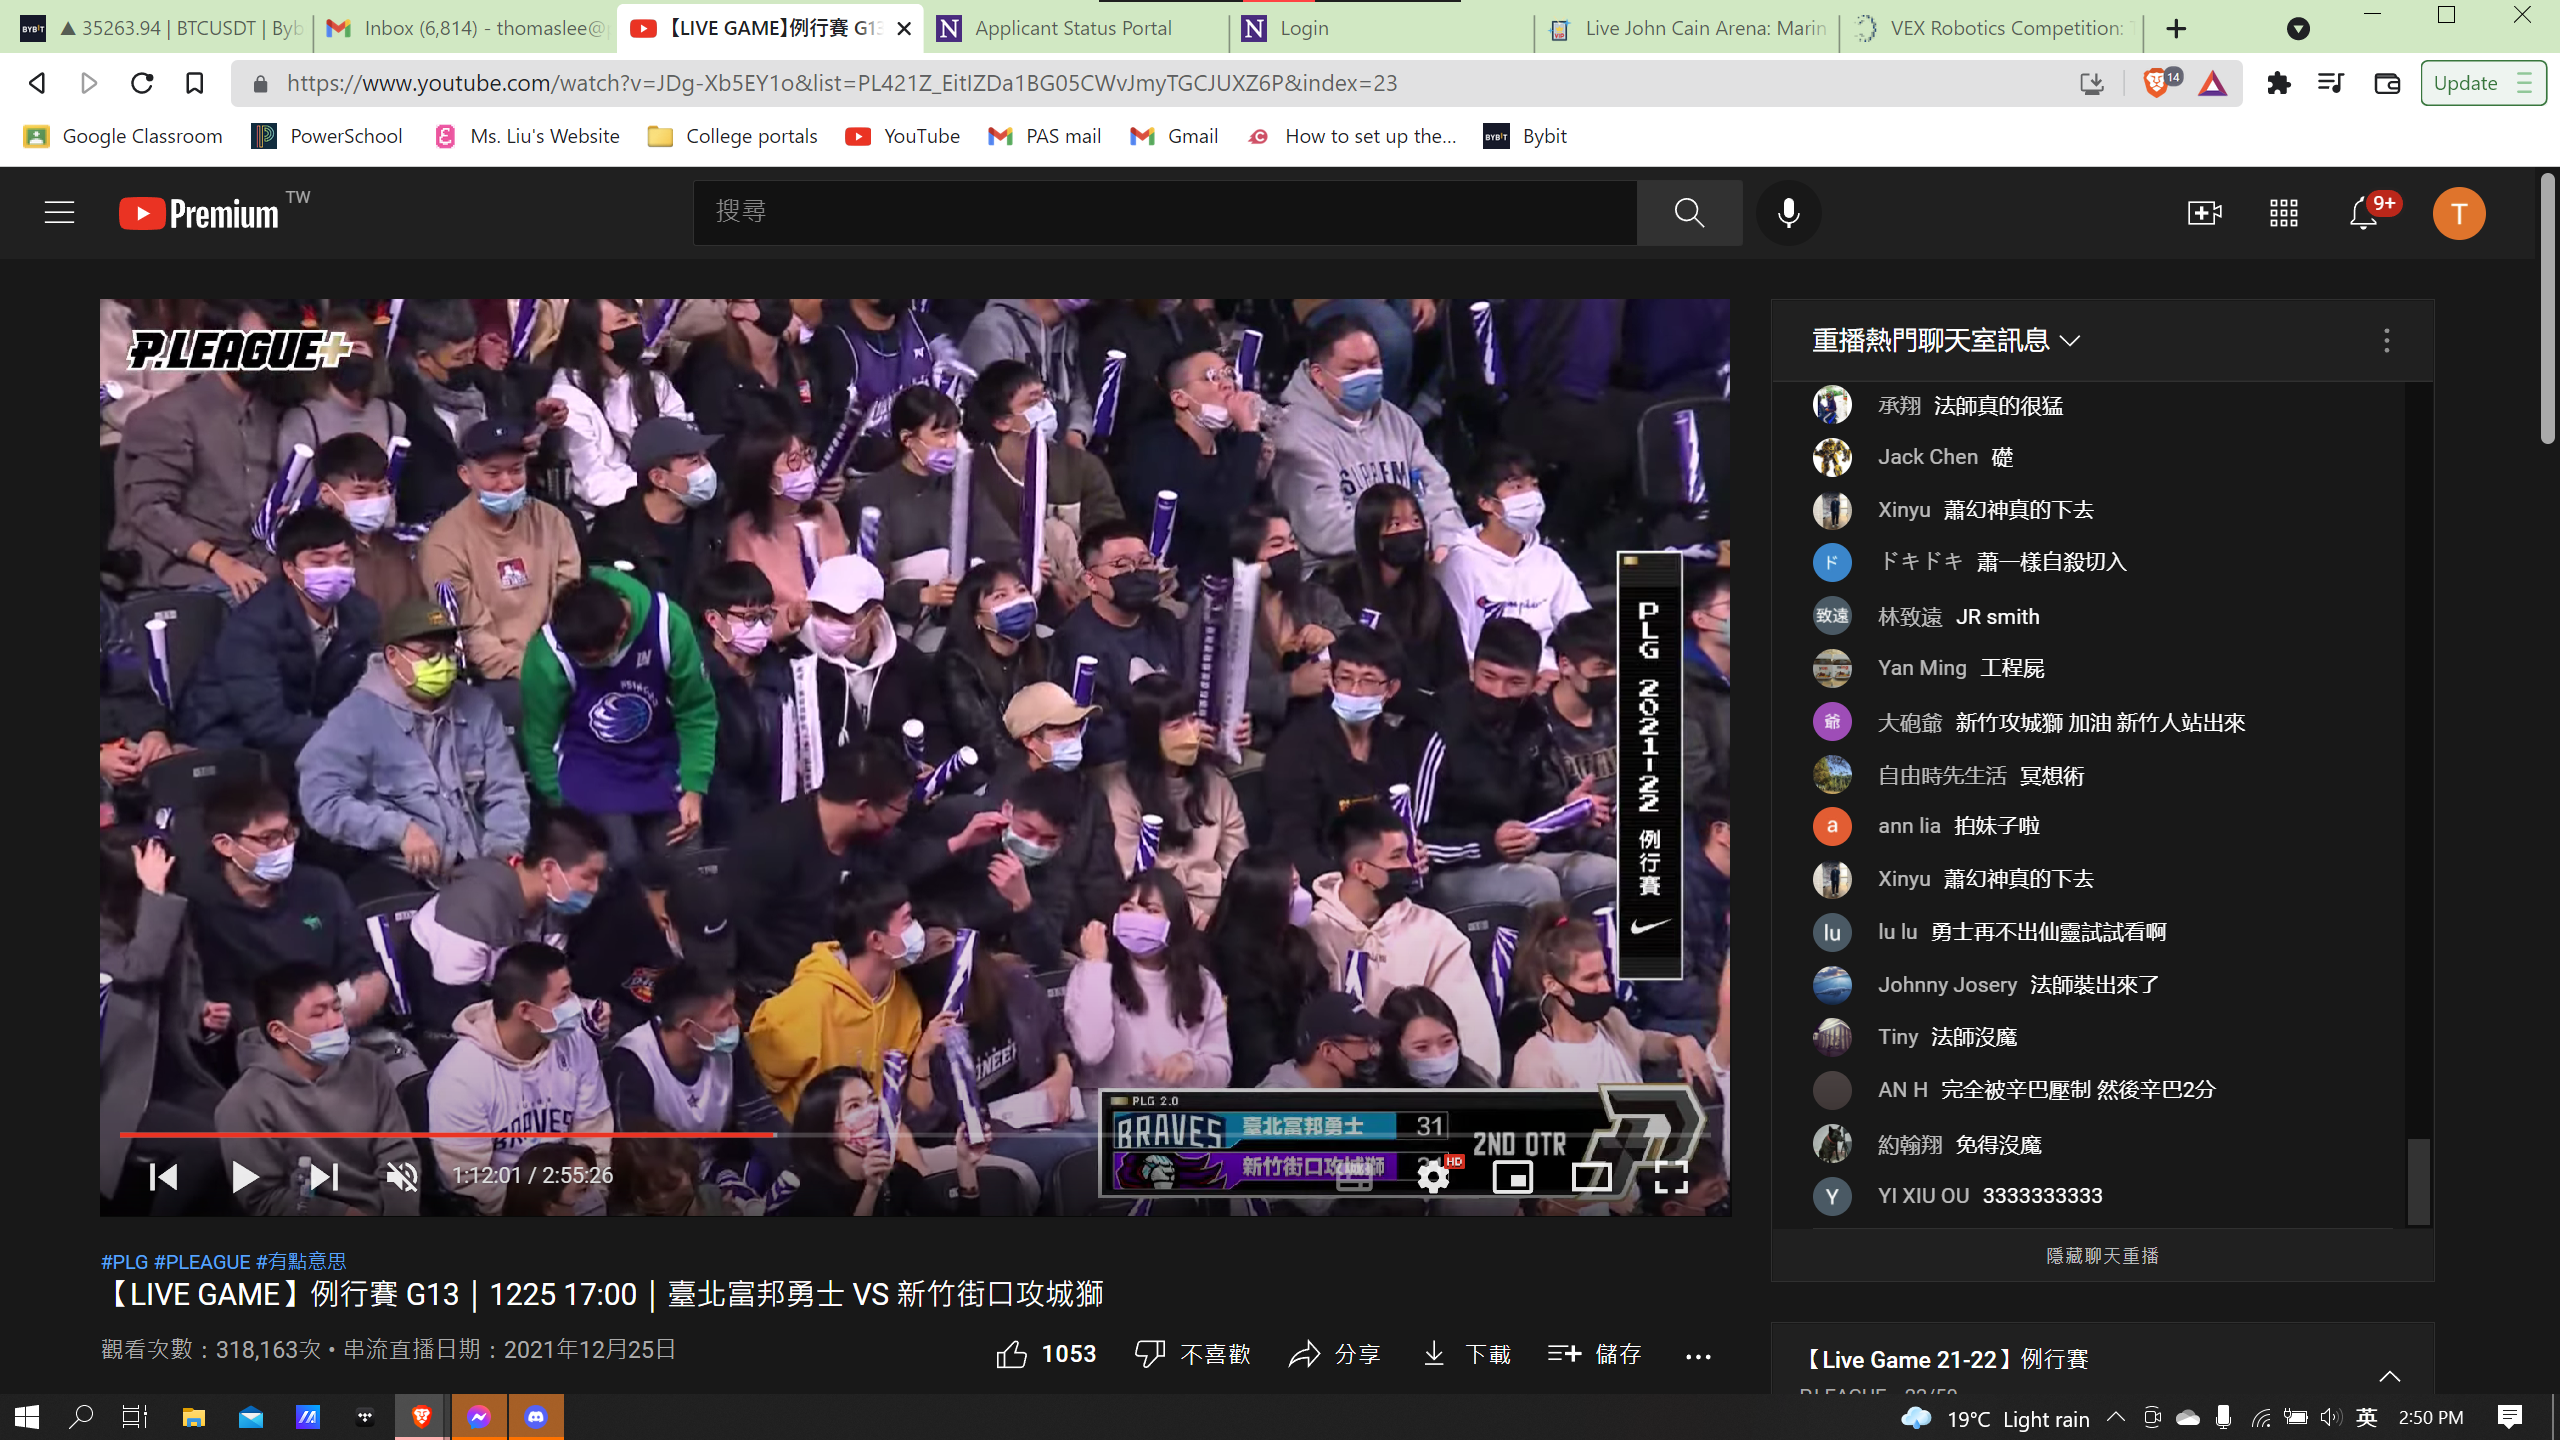 ▲ 35263.94 | BTCUSDT | Byb
Inbox (6,814) - thomaslee@
【LIVE GAME】例行賽 G13
Applicant Status Portal
Login
Live John Cain Arena: Marin
VEX Robotics Competition: T
https://www.youtube.com/watch?v=JDg-Xb5EY1o&list=PL421Z_EitIZDa1BG05CWvJmyTGCJUXZ6P&index=23
14
Update
Google Classroom
PowerSchool
Ms. Liu's Website
College portals
YouTube
PAS mail
Gmail
How to set up the...
BYBIT
Bybit
Premium TW
搜尋
9+
T
P.LEAGUE+
SUPREME
PLG 2021-22 例行賽
BRAVES
PLG 2.0
BRAVES 臺北富邦勇士 31
新竹街口攻城獅
2ND QTR
1:12:01 / 2:55:26
HD
重播熱門聊天室訊息
承翔 法師真的很猛
Jack Chen 礎
Xinyu 蕭幻神真的下去
ド ドキドキ 蕭一樣自殺切入
致遠 林致遠 JR smith
Yan Ming 工程屍
爺 大砲爺 新竹攻城獅 加油 新竹人站出來
自由時先生活 冥想術
a ann lia 拍妹子啦
Xinyu 蕭幻神真的下去
lu lu lu 勇士再不出仙靈試試看啊
Johnny Josery 法師裝出來了
Tiny 法師沒魔
AN H 完全被辛巴壓制 然後辛巴2分
約翰翔 免得沒魔
Y YI XIU OU 3333333333
隱藏聊天重播
#PLG #PLEAGUE #有點意思
【LIVE GAME】例行賽 G13｜1225 17:00｜臺北富邦勇士 VS 新竹街口攻城獅
觀看次數：318,163次 • 串流直播日期：2021年12月25日
1053
不喜歡
分享
下載
儲存
【Live Game 21-22】例行賽
19°C Light rain
英
2:50 PM